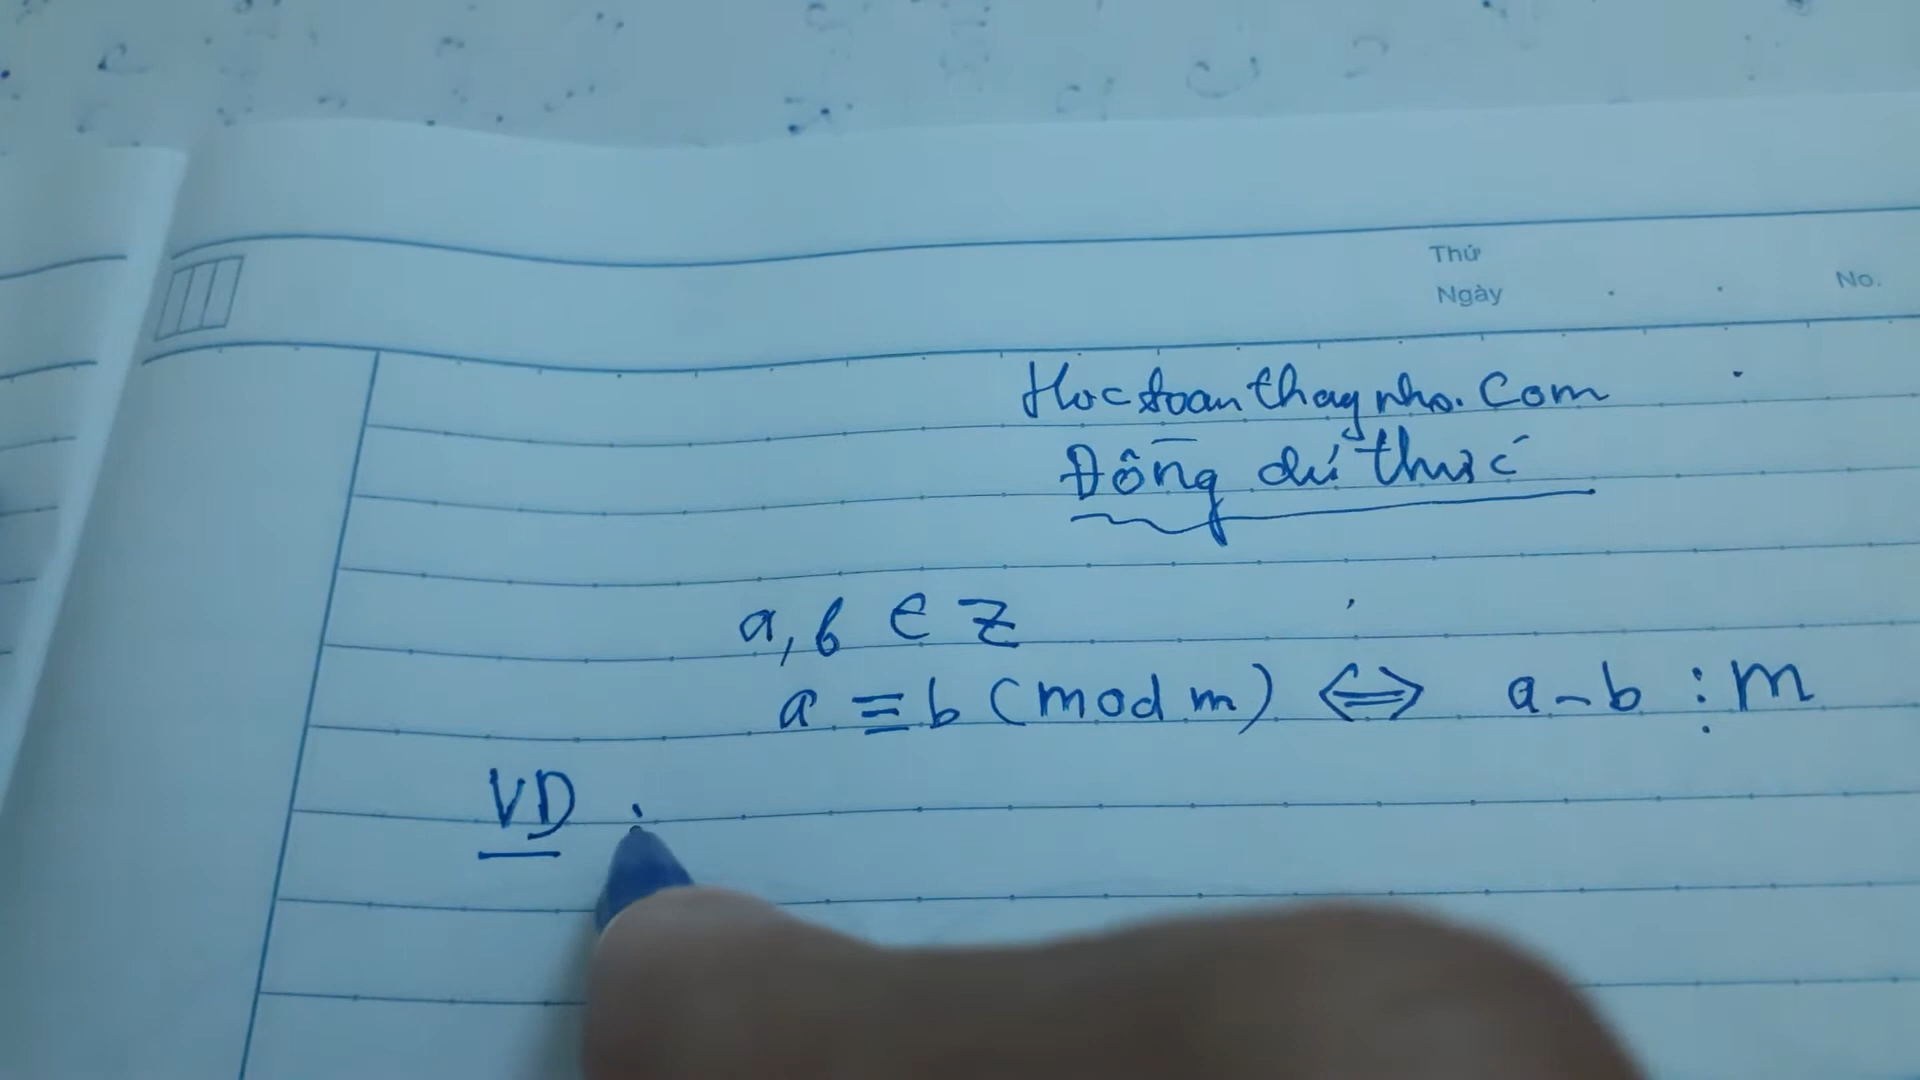 Thứ
Ngày
No.
Hoctoanthaynho.Com
Đồng dư thức
a, b ∈ Z
a ≡ b (mod m) ⇔ a - b ⋮ m
VD :